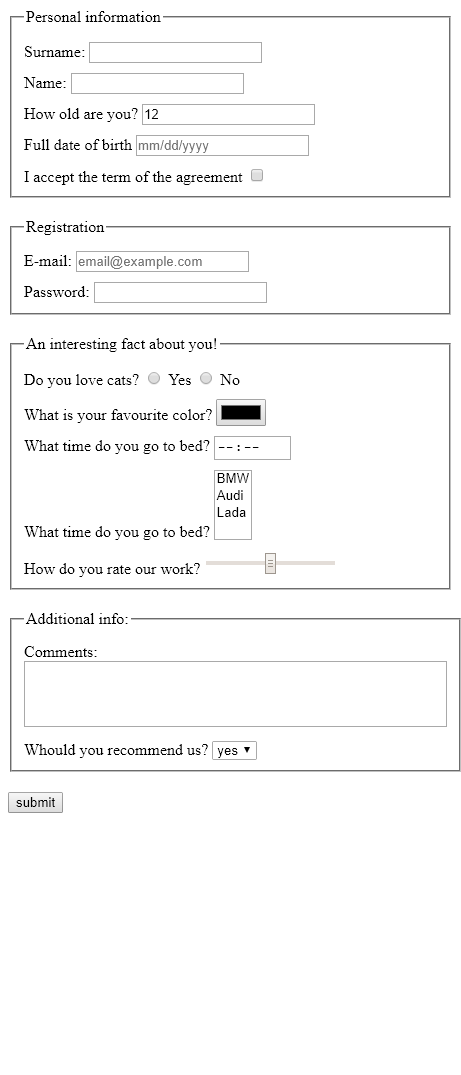 Personal information
Surname:
Name:
How old are you? 12
Full date of birth mm/dd/yyyy
I accept the term of the agreement
Registration
E-mail: email@example.com
Password:
An interesting fact about you!
Do you love cats? Yes No
What is your favourite color?
What time do you go to bed? --:--
BMW
Audi
Lada
What time do you go to bed?
How do you rate our work?
Additional info:
Comments:
Whould you recommend us? yes
submit